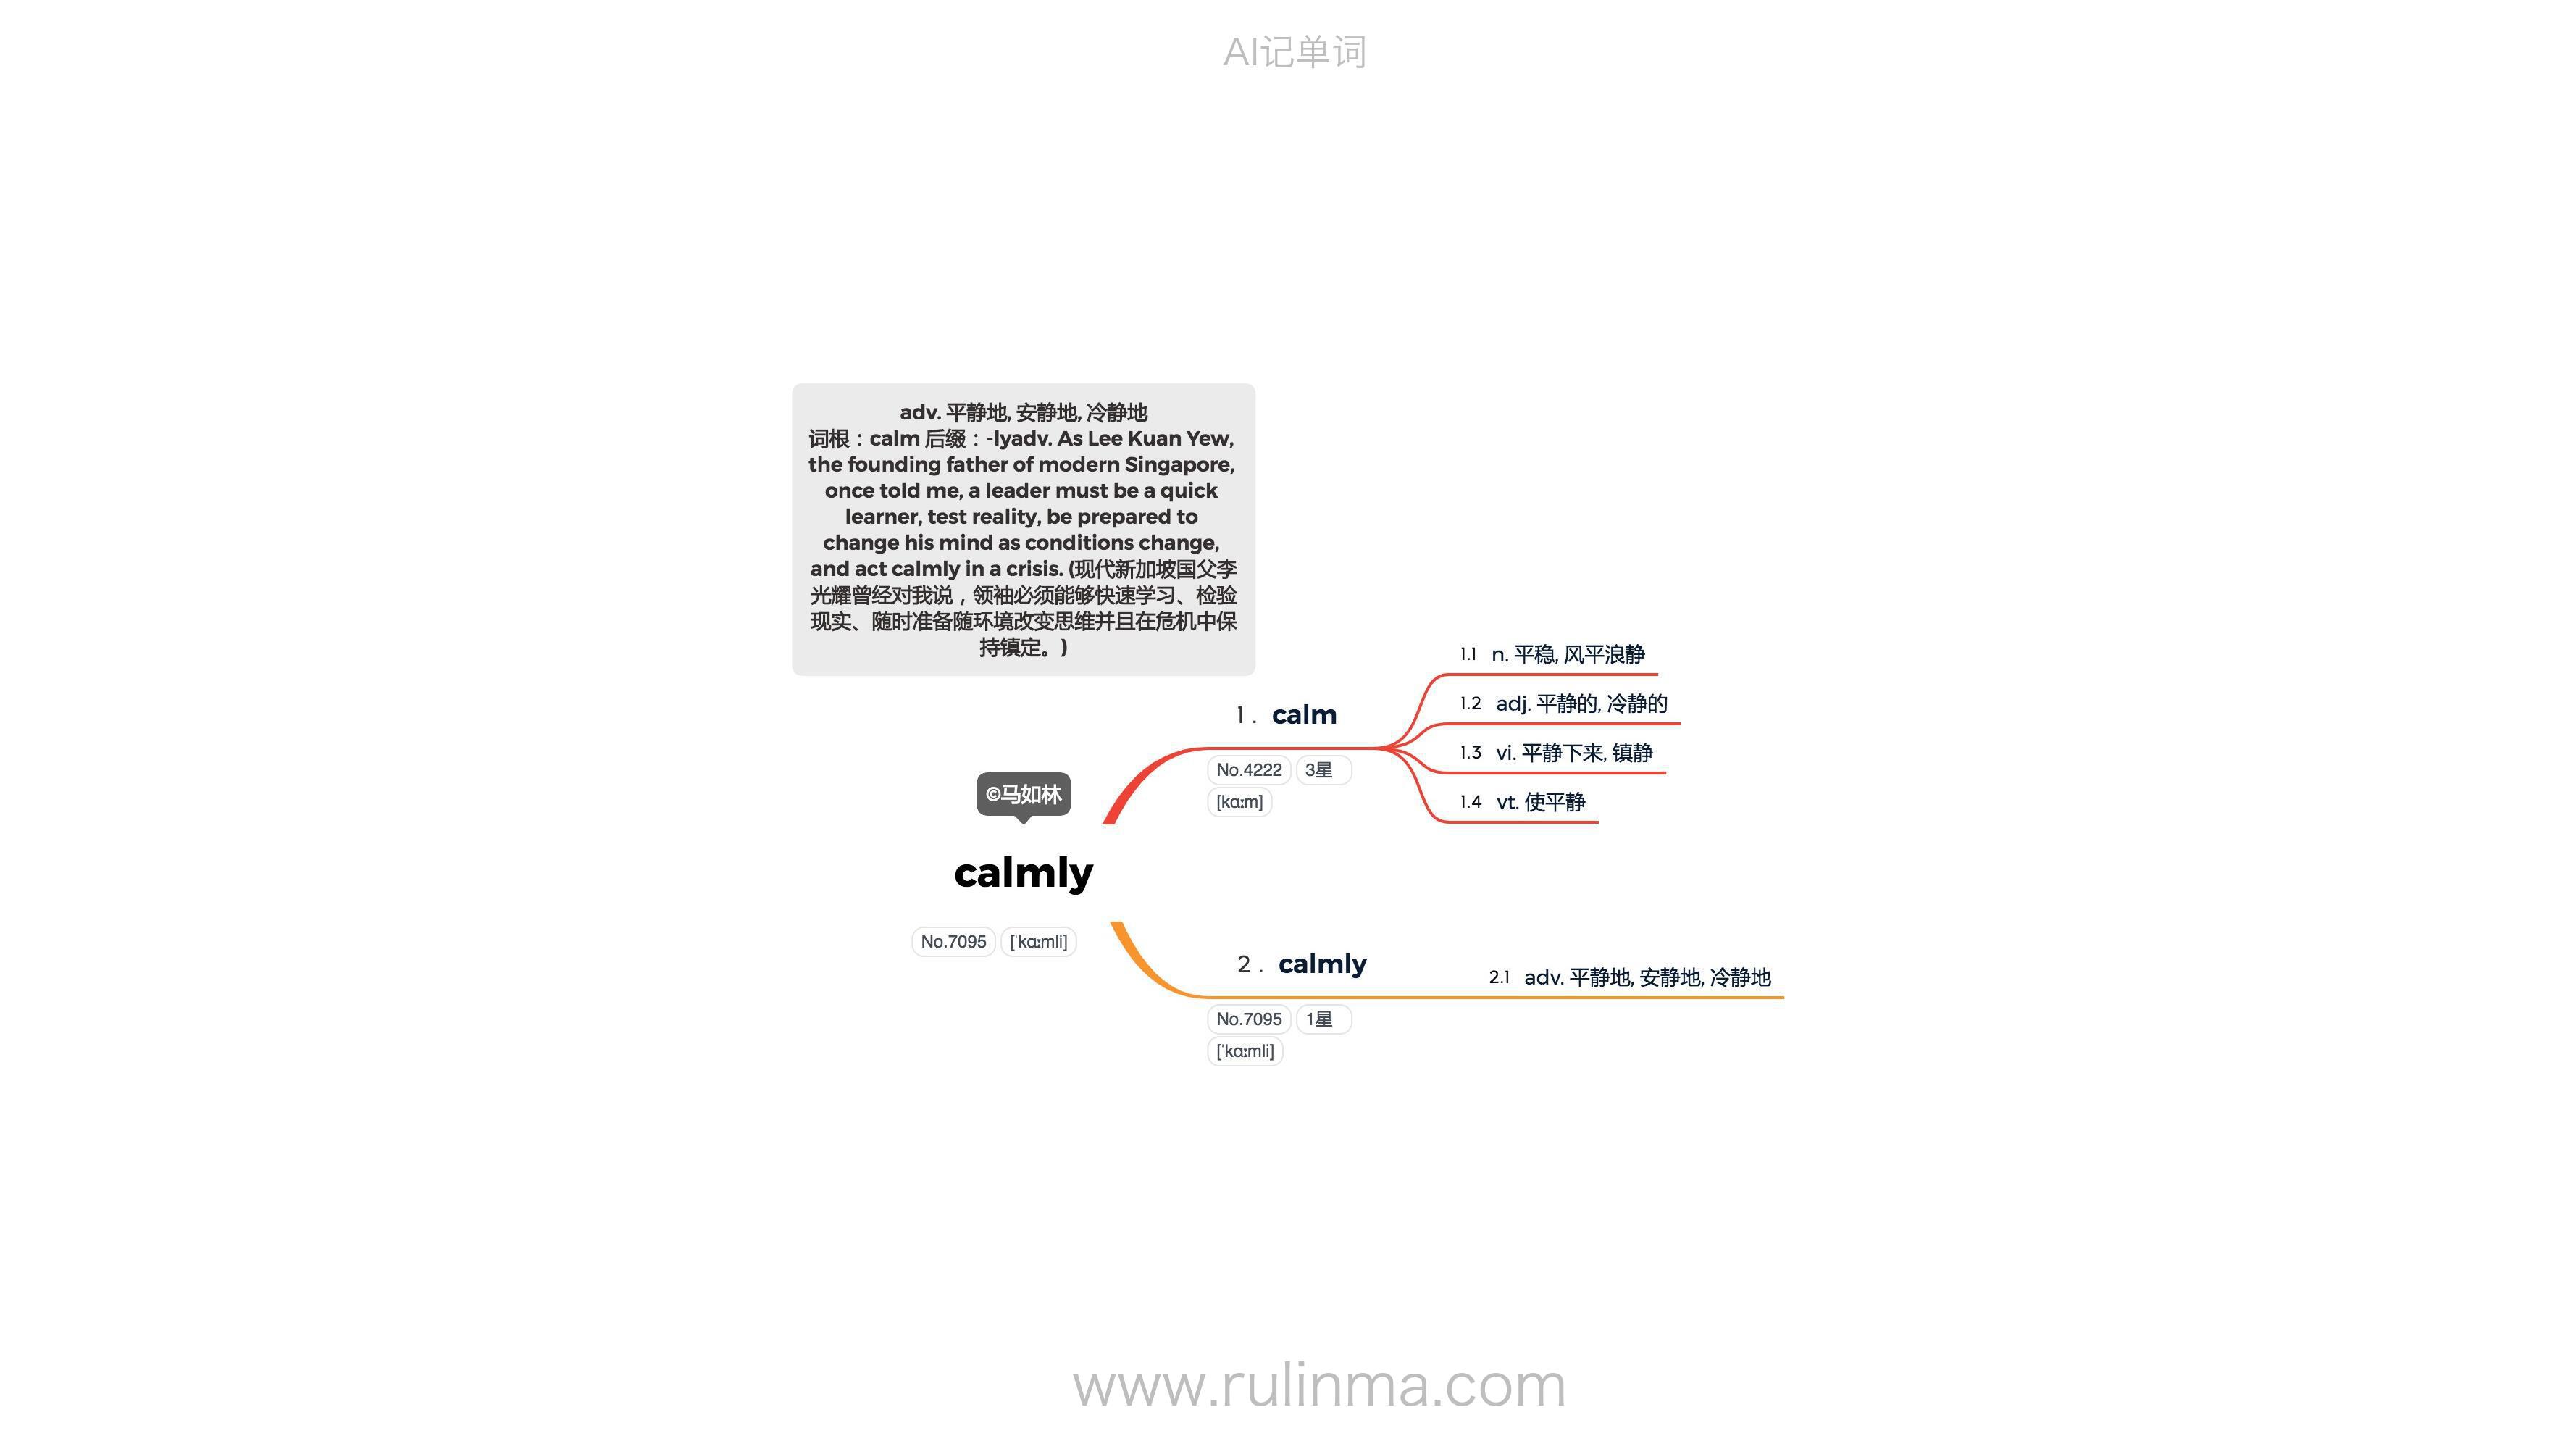 AI记单词
adv. 平静地, 安静地, 冷静地
词根：calm 后缀：-lyadv. As Lee Kuan Yew,
the founding father of modern Singapore,
once told me, a leader must be a quick
learner, test reality, be prepared to
change his mind as conditions change,
and act calmly in a crisis. (现代新加坡国父李
光耀曾经对我说，领袖必须能够快速学习、检验
现实、随时准备随环境改变思维并且在危机中保
持镇定。)
©马如林
calmly
No.7095 ['kɑːmli]
1. calm
No.4222 3星
[kɑːm]
1.1 n. 平稳, 风平浪静
1.2 adj. 平静的, 冷静的
1.3 vi. 平静下来, 镇静
1.4 vt. 使平静
2. calmly
No.7095 1星
['kɑːmli]
2.1 adv. 平静地, 安静地, 冷静地
www.rulinma.com